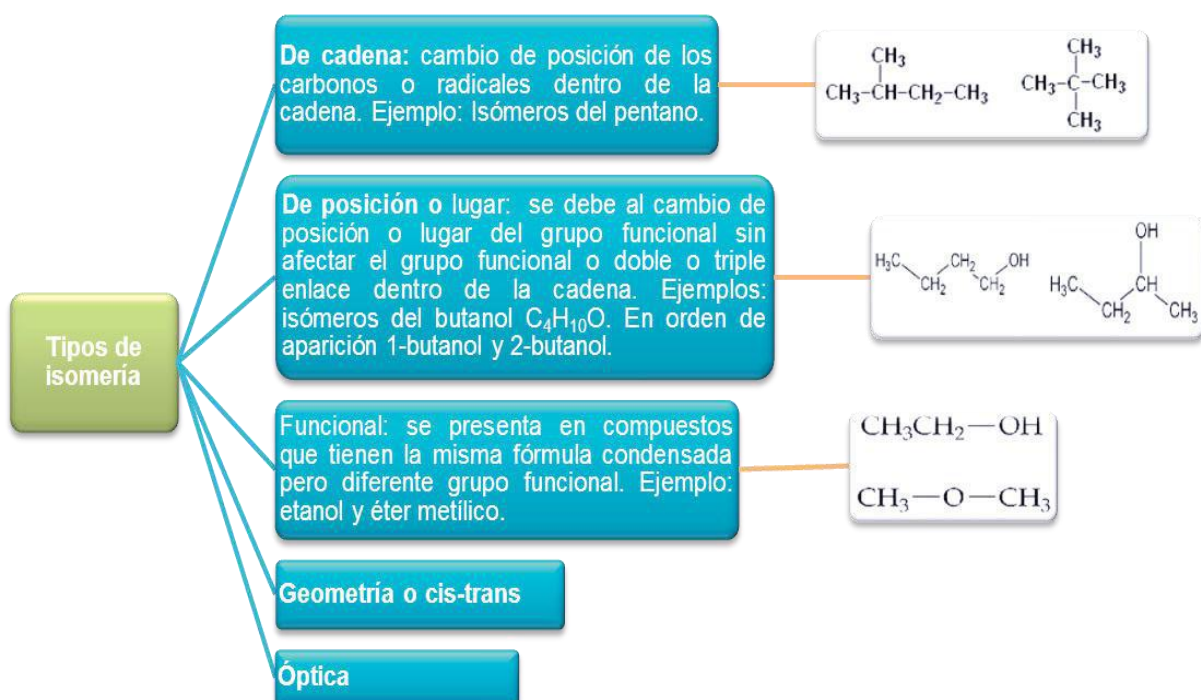 De cadena: cambio de posición de los
carbonos o radicales dentro de la
cadena. Ejemplo: Isómeros del pentano.
CH₃
CH₃-CH-CH₂-CH₃
CH₃
CH₃-C-CH₃
CH₃
De posición o lugar: se debe al cambio de
posición o lugar del grupo funcional sin
afectar el grupo funcional o doble o triple
enlace dentro de la cadena. Ejemplos:
isómeros del butanol C₄H₁₀O. En orden de
aparición 1-butanol y 2-butanol.
H₃C CH₂ OH
CH₂ CH₂
OH
H₃C CH
CH₂ CH₃
Tipos de
isomería
Funcional: se presenta en compuestos
que tienen la misma fórmula condensada
pero diferente grupo funcional. Ejemplo:
etanol y éter metílico.
CH₃CH₂—OH
CH₃—O—CH₃
Geometría o cis-trans
Óptica